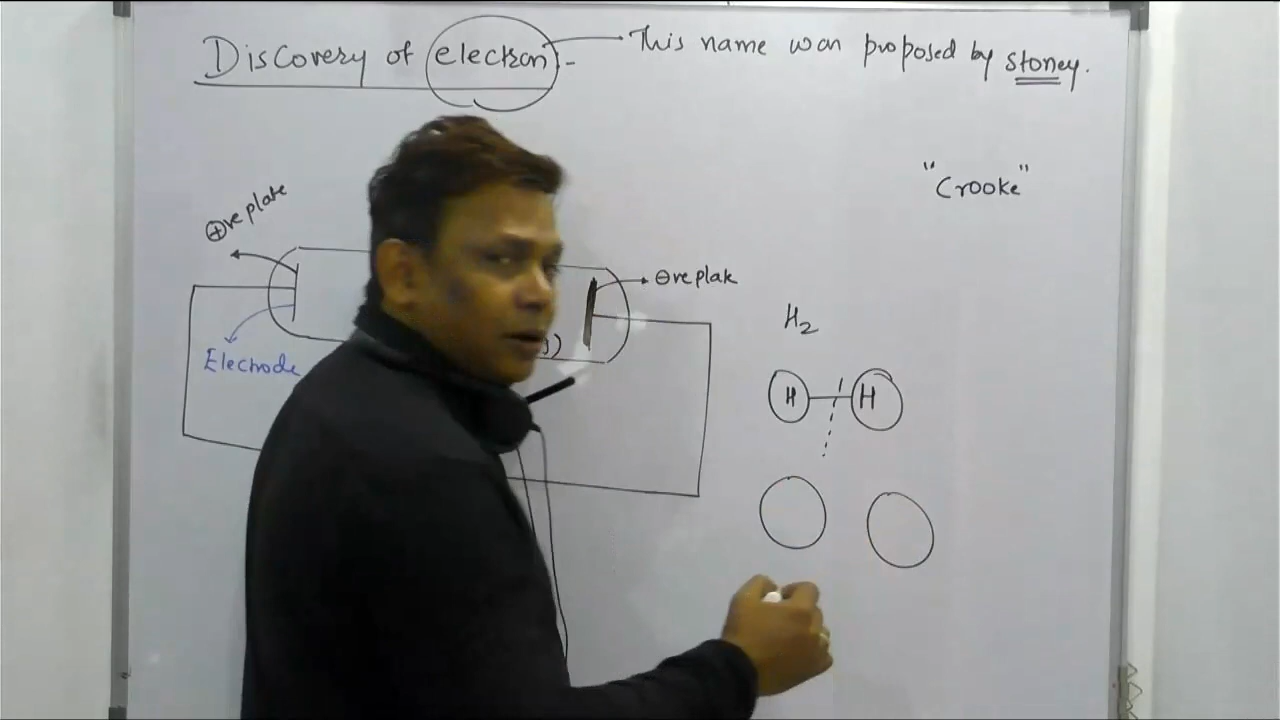 Discovery of electron - This name was proposed by stoney.
"Crooke"
⊕ve plate
⊖ve plate
H₂
Electrode
H H